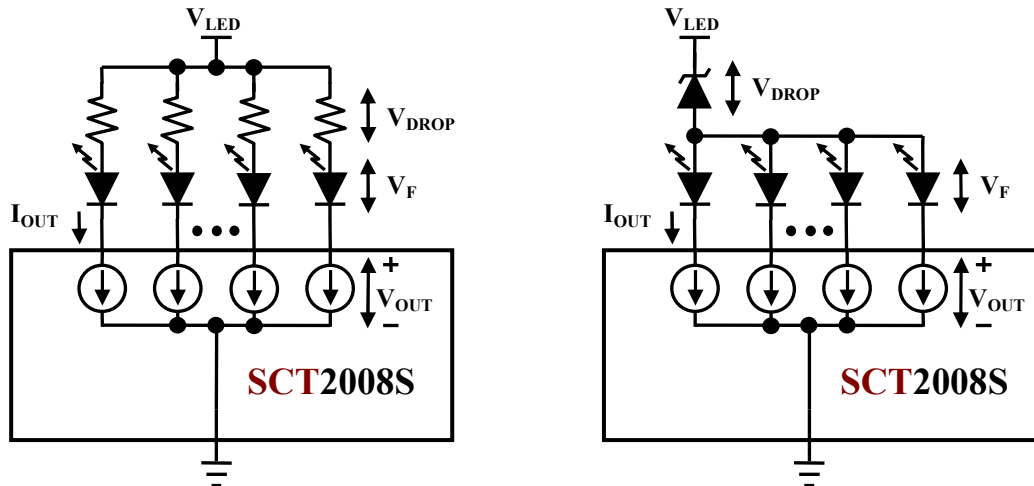 VLED
VDROP
VF
IOUT
+
VOUT
−
SCT2008S
VLED
VDROP
VF
IOUT
+
VOUT
−
SCT2008S